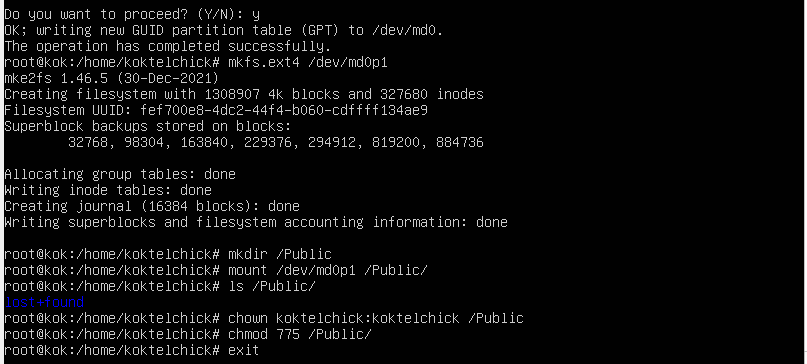 Do you want to proceed? (Y/N): y
OK; writing new GUID partition table (GPT) to /dev/md0.
The operation has completed successfully.
root@kok:/home/koktelchick# mkfs.ext4 /dev/md0p1
mke2fs 1.46.5 (30-Dec-2021)
Creating filesystem with 1308907 4k blocks and 327680 inodes
Filesystem UUID: fef700e8-4dc2-44f4-b060-cdffff134ae9
Superblock backups stored on blocks:
        32768, 98304, 163840, 229376, 294912, 819200, 884736

Allocating group tables: done
Writing inode tables: done
Creating journal (16384 blocks): done
Writing superblocks and filesystem accounting information: done

root@kok:/home/koktelchick# mkdir /Public
root@kok:/home/koktelchick# mount /dev/md0p1 /Public/
root@kok:/home/koktelchick# ls /Public/
lost+found
root@kok:/home/koktelchick# chown koktelchick:koktelchick /Public
root@kok:/home/koktelchick# chmod 775 /Public/
root@kok:/home/koktelchick# exit